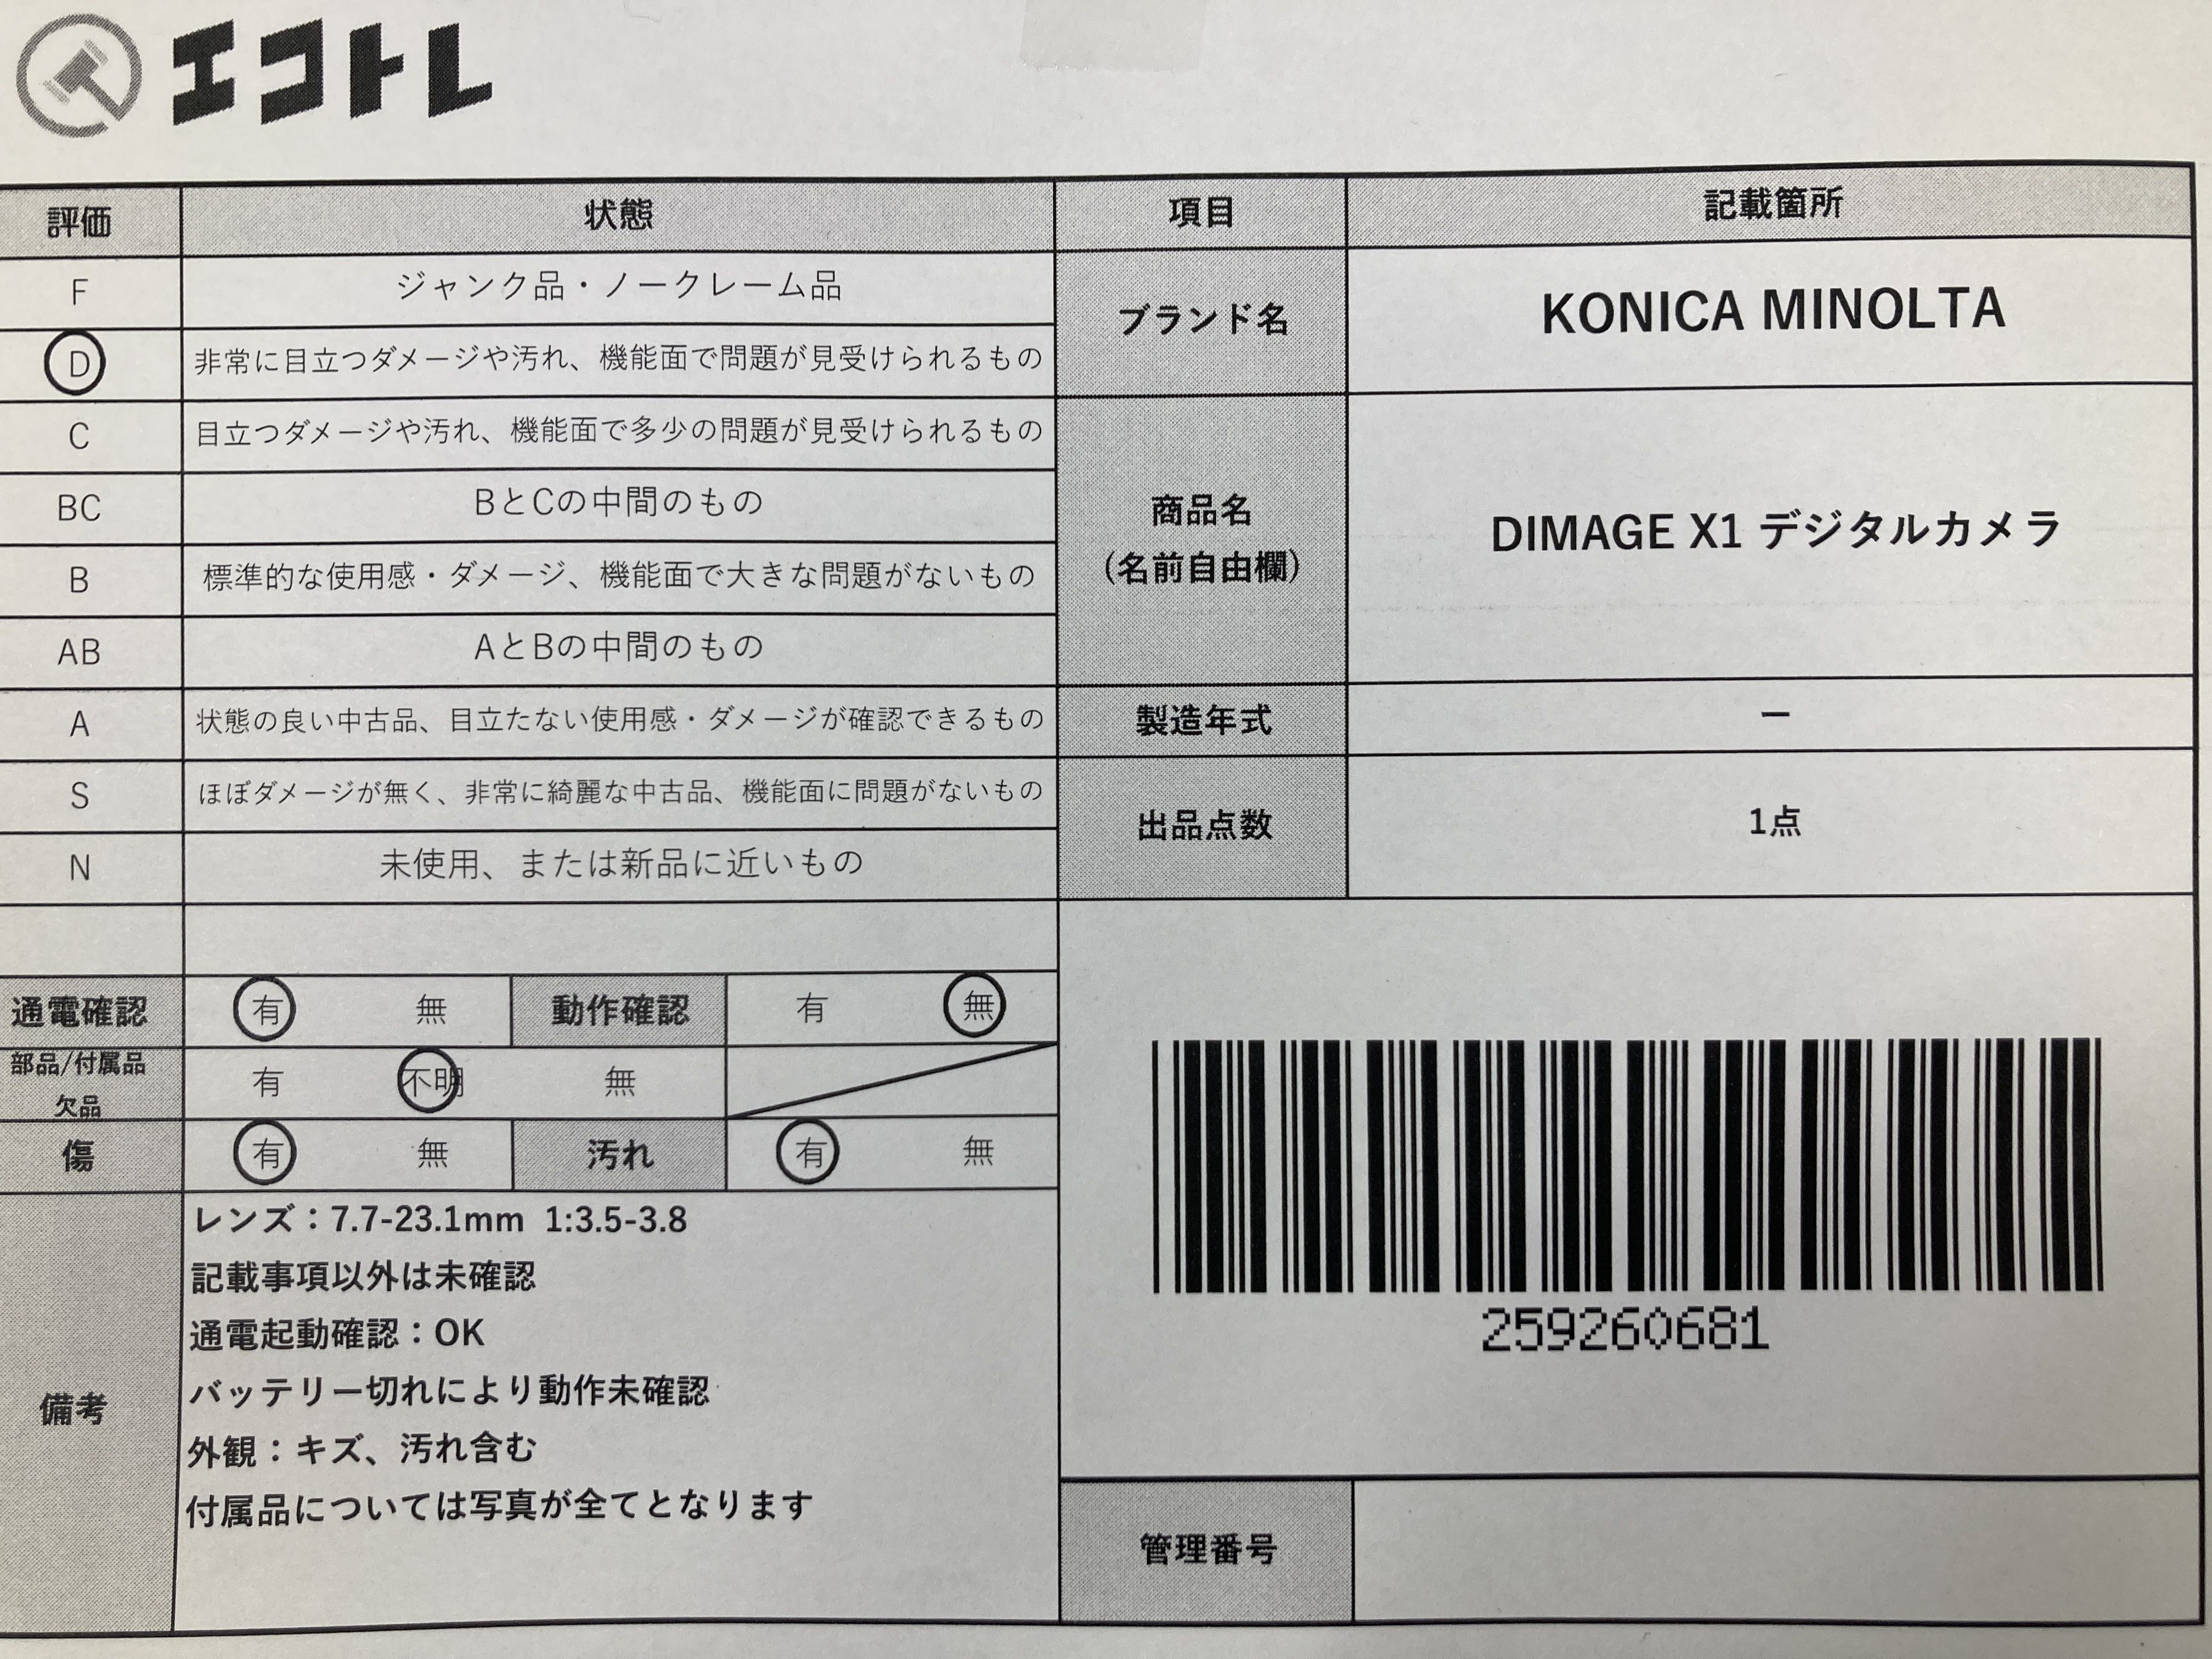 エコトレ
評価 状態 項目 記載箇所
F ジャンク品・ノークレーム品
D 非常に目立つダメージや汚れ、機能面で問題が見受けられるもの
C 目立つダメージや汚れ、機能面で多少の問題が見受けられるもの
BC BとCの中間のもの
B 標準的な使用感・ダメージ、機能面で大きな問題がないもの
AB AとBの中間のもの
A 状態の良い中古品、目立たない使用感・ダメージが確認できるもの
S ほぼダメージが無く、非常に綺麗な中古品、機能面に問題がないもの
N 未使用、または新品に近いもの
ブランド名 KONICA MINOLTA
商品名
(名前自由欄)
DIMAGE X1 デジタルカメラ
製造年式 ー
出品点数 1点
通電確認 有 無 動作確認 有 無
部品/付属品
欠品
有 不明 無
傷 有 無 汚れ 有 無
備考
レンズ：7.7-23.1mm 1:3.5-3.8
記載事項以外は未確認
通電起動確認：OK
バッテリー切れにより動作未確認
外観：キズ、汚れ含む
付属品については写真が全てとなります
259260681
管理番号